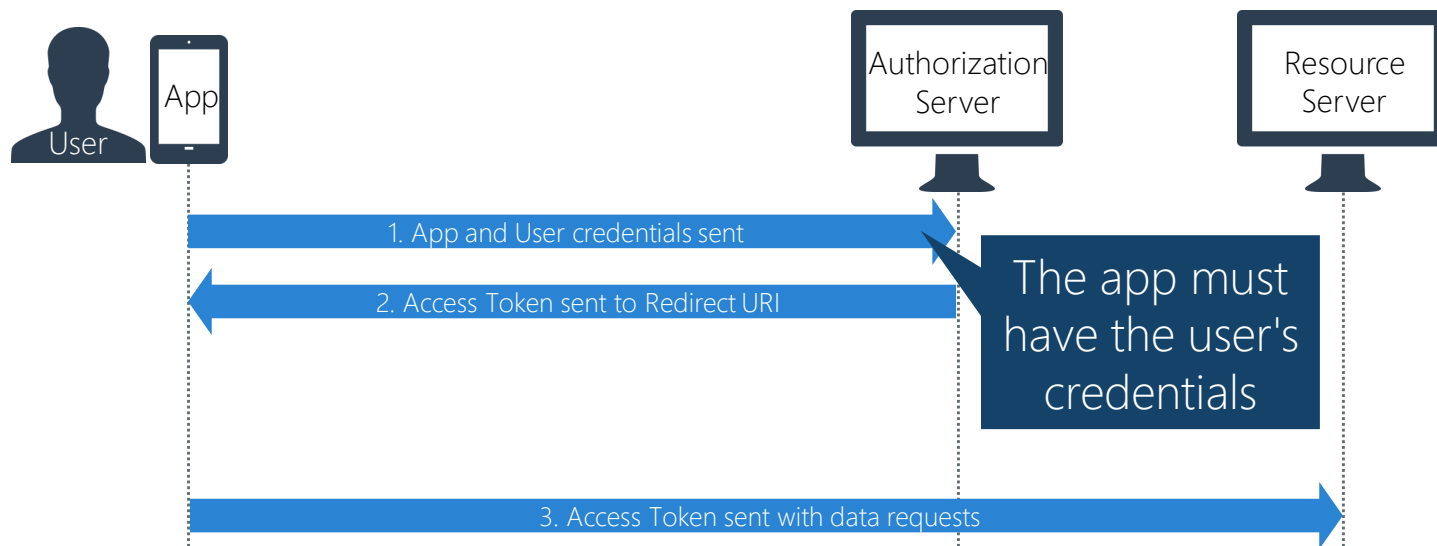 User
App
Authorization
Server
Resource
Server
1. App and User credentials sent
2. Access Token sent to Redirect URI
The app must
have the user's
credentials
3. Access Token sent with data requests